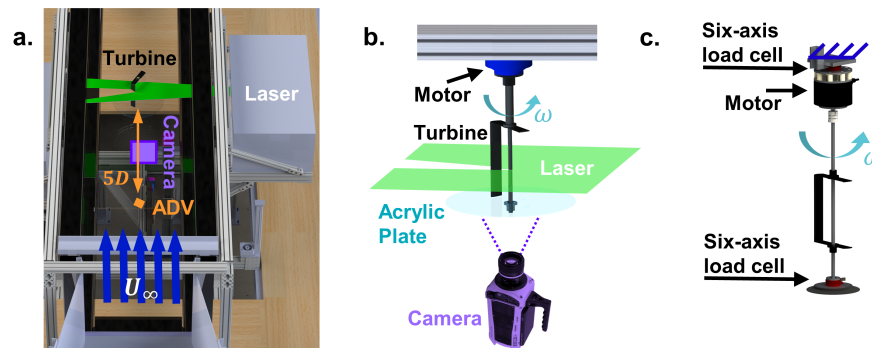 a.
Turbine
Laser
Camera
5D
ADV
U∞
b.
Motor
ω
Turbine
Laser
Acrylic
Plate
Camera
c.
Six-axis
load cell
Motor
ω
Six-axis
load cell